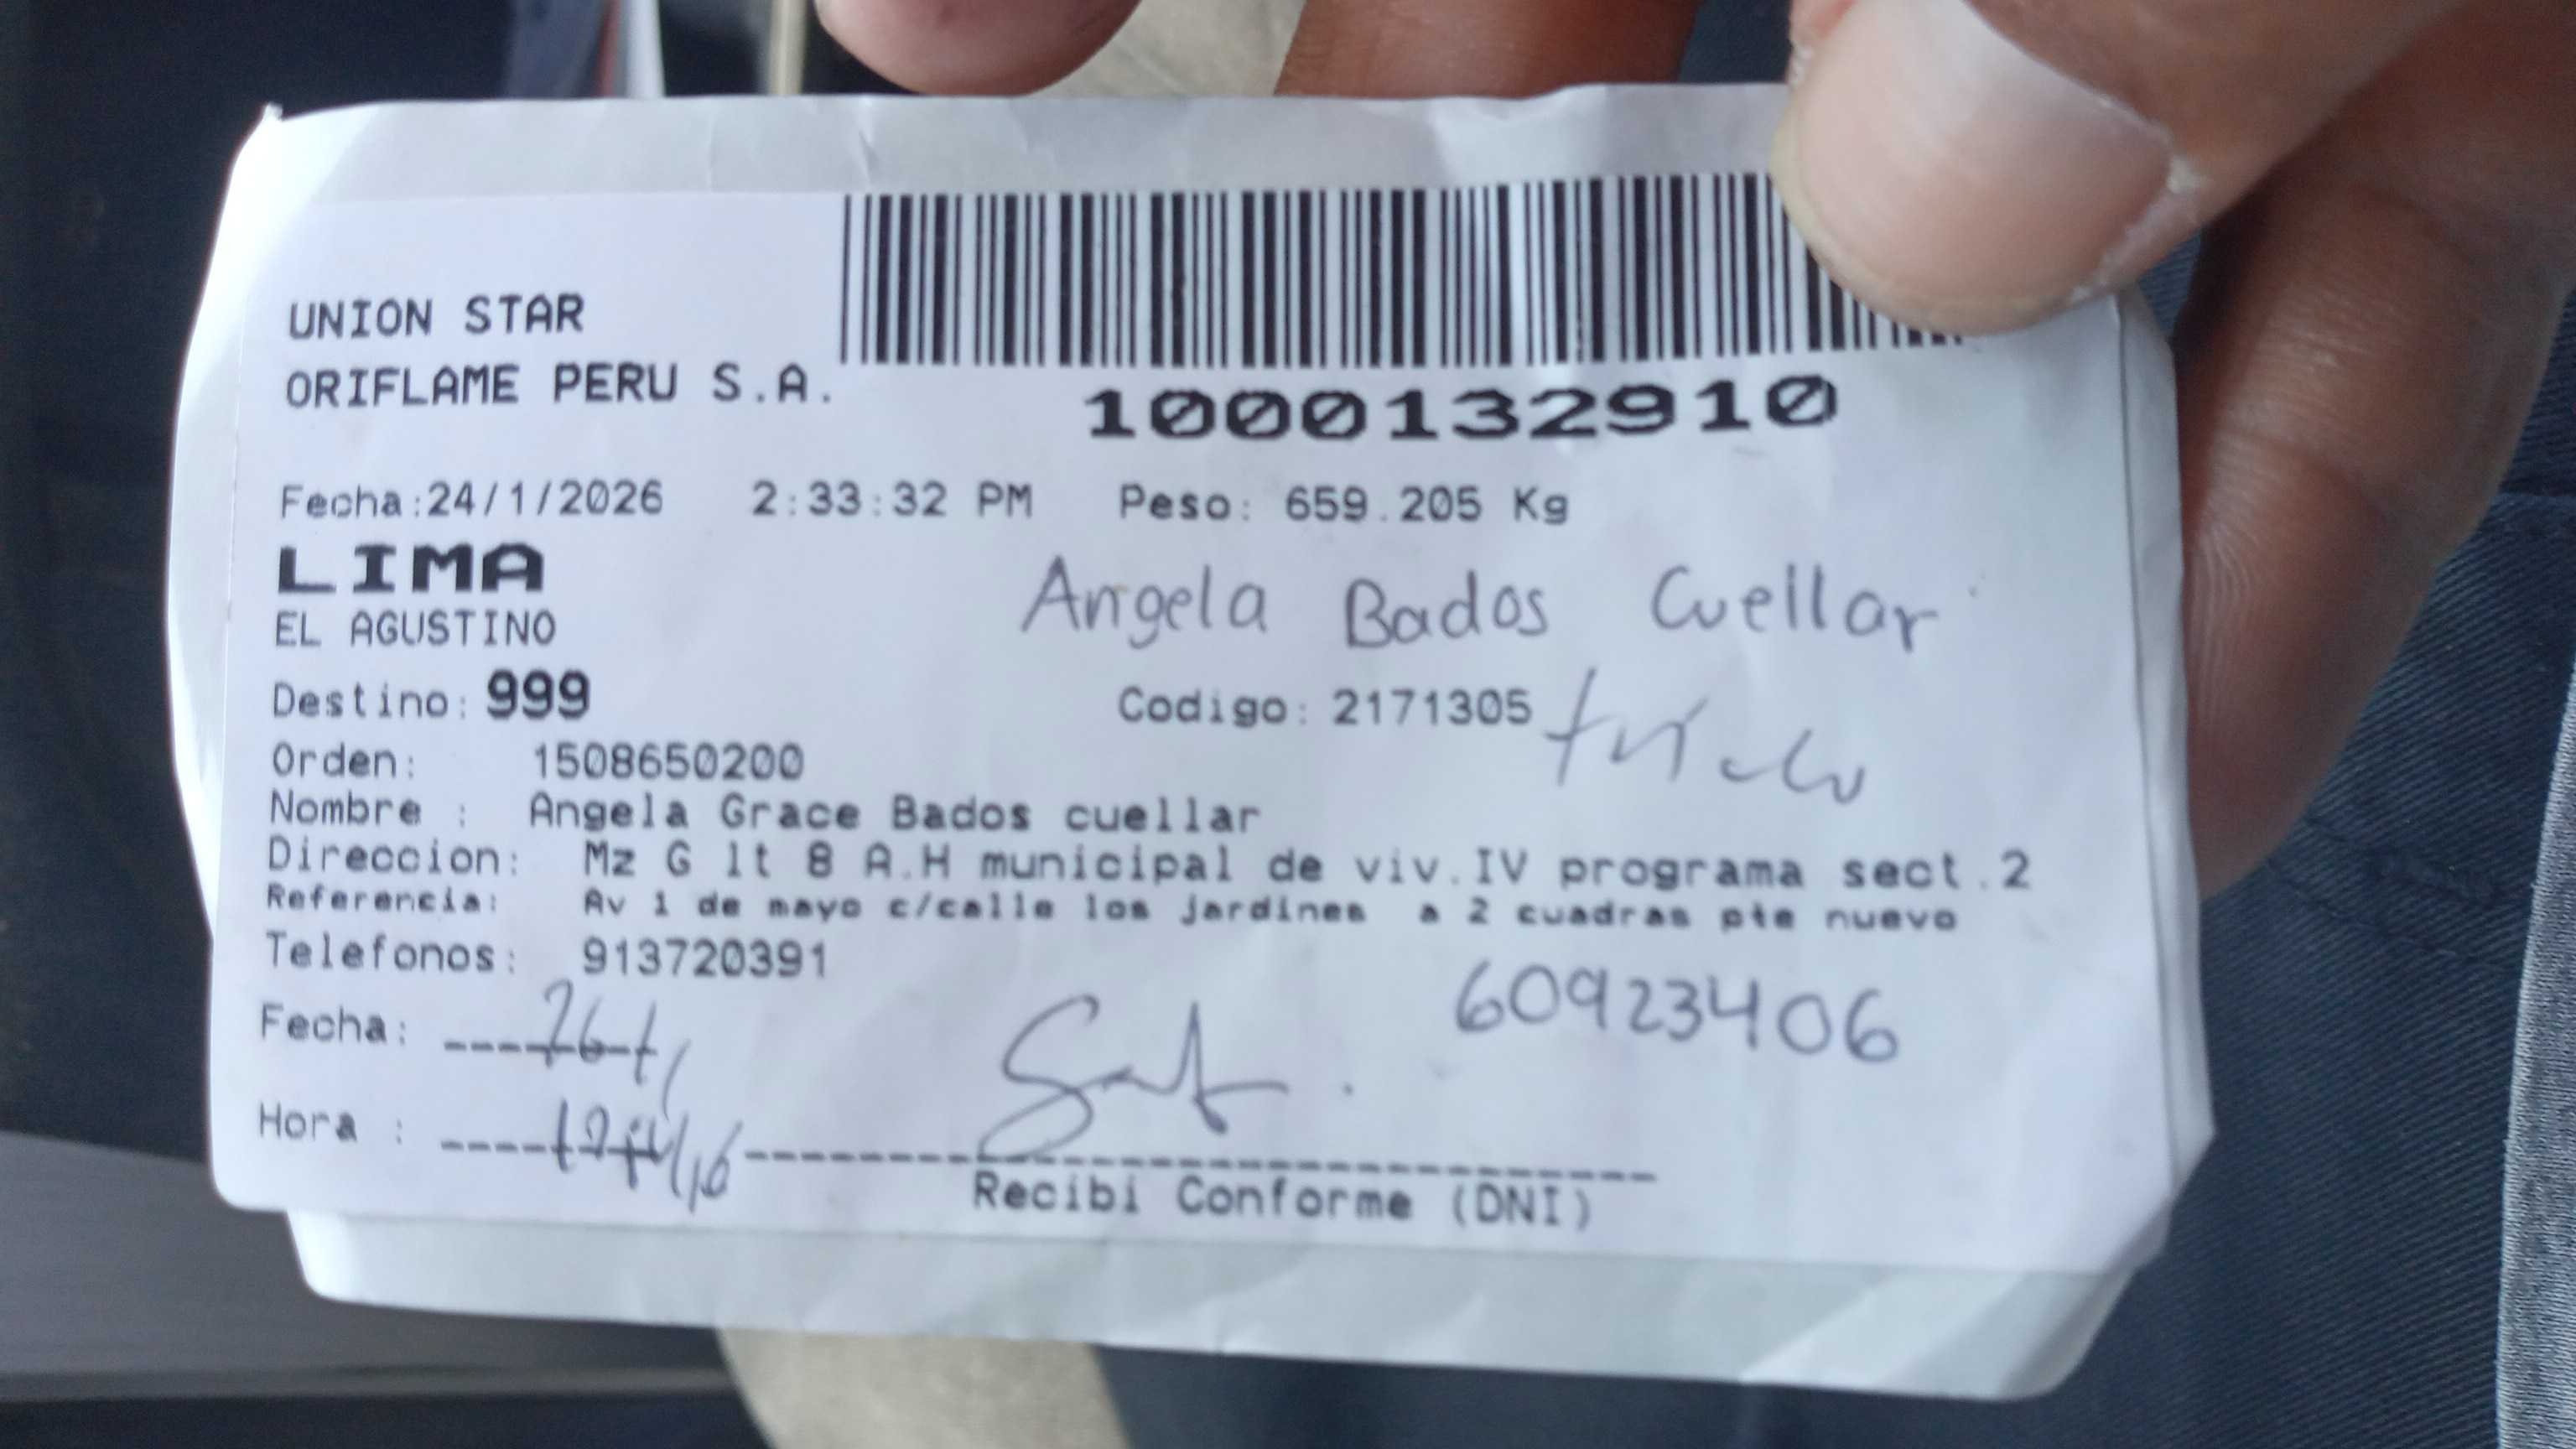 UNION STAR
ORIFLAME PERU S.A.
1000132910
Fecha:24/1/2026 2:33:32 PM Peso: 659.205 Kg
LIMA
EL AGUSTINO
Angela Bados Cuellar
Destino: 999 Codigo: 2171305
Orden: 1508650200
Nombre : Angela Grace Bados cuellar
Direccion: Mz G lt 8 A.H municipal de viv.IV programa sect.2
Referencia: Av 1 de mayo c/calle los jardines a 2 cuadras pte nuevo
Telefonos: 913720391
60923406
Fecha:
Hora :
Recibi Conforme (DNI)